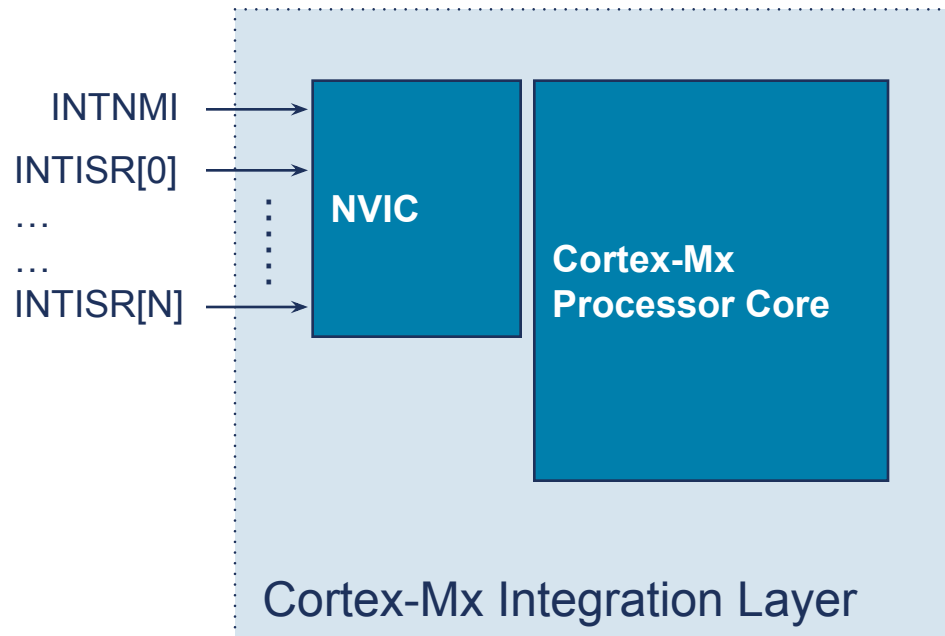 INTNMI
INTISR[0]
…
…
INTISR[N]
NVIC
Cortex-Mx
Processor Core
Cortex-Mx Integration Layer